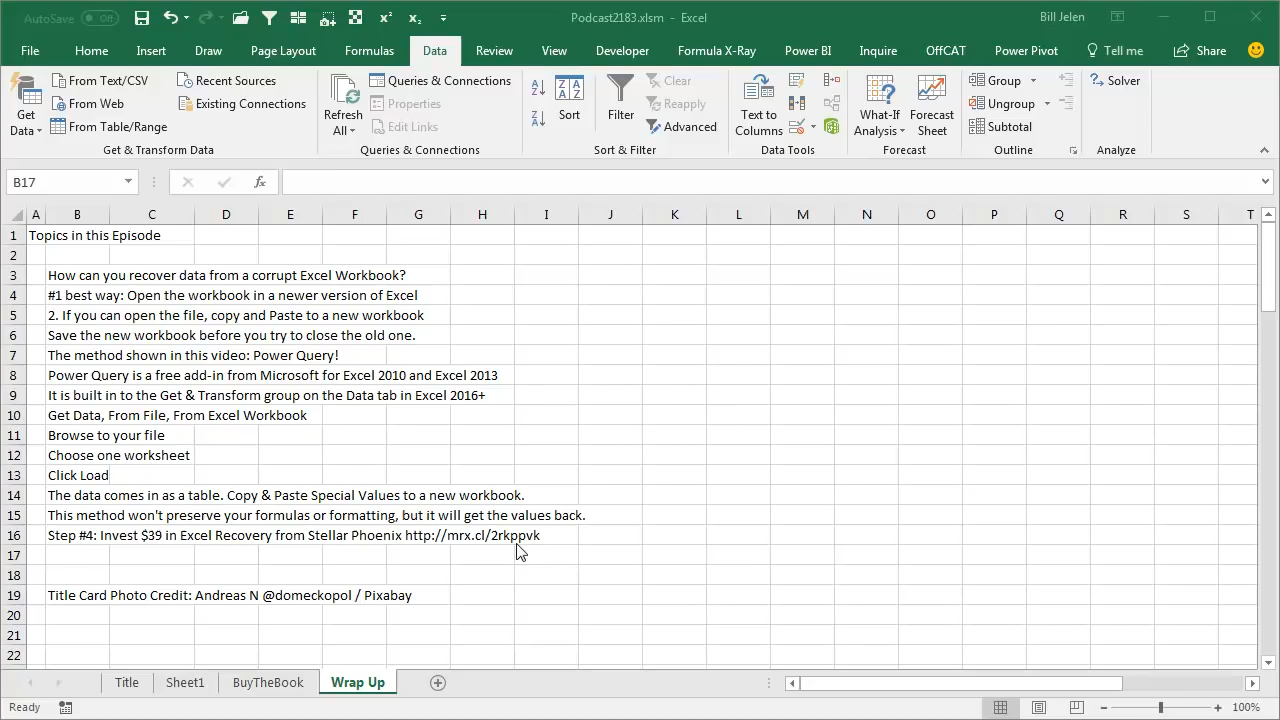 AutoSave Off
Podcast2183.xlsm - Excel
Bill Jelen
File Home Insert Draw Page Layout Formulas Data Review View Developer Formula X-Ray Power BI Inquire OffCAT Power Pivot Tell me Share
Get Data
From Text/CSV
From Web
From Table/Range
Recent Sources
Existing Connections
Get & Transform Data
Refresh All
Queries & Connections
Properties
Edit Links
Queries & Connections
Sort
Filter
Clear
Reapply
Advanced
Sort & Filter
Text to Columns
Data Tools
What-If Analysis
Forecast Sheet
Forecast
Group
Ungroup
Subtotal
Outline
Solver
Analyze
B17
fx
A B C D E F G H I J K L M N O P Q R S T
1 Topics in this Episode
2
3 How can you recover data from a corrupt Excel Workbook?
4 #1 best way: Open the workbook in a newer version of Excel
5 2. If you can open the file, copy and Paste to a new workbook
6 Save the new workbook before you try to close the old one.
7 The method shown in this video: Power Query!
8 Power Query is a free add-in from Microsoft for Excel 2010 and Excel 2013
9 It is built in to the Get & Transform group on the Data tab in Excel 2016+
10 Get Data, From File, From Excel Workbook
11 Browse to your file
12 Choose one worksheet
13 Click Load
14 The data comes in as a table. Copy & Paste Special Values to a new workbook.
15 This method won't preserve your formulas or formatting, but it will get the values back.
16 Step #4: Invest $39 in Excel Recovery from Stellar Phoenix http://mrx.cl/2rkppvk
17
18
19 Title Card Photo Credit: Andreas N @domeckopol / Pixabay
20
21
22
Title Sheet1 BuyTheBook Wrap Up
Ready
100%